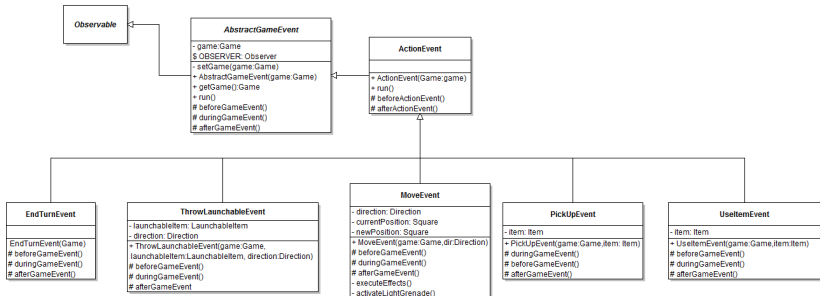 Observable
AbstractGameEvent
- game:Game
$ OBSERVER: Observer
- setGame(game:Game)
+ AbstractGameEvent(game:Game)
+ getGame():Game
+ run()
# beforeGameEvent()
# duringGameEvent()
# afterGameEvent()
ActionEvent
+ ActionEvent(Game:game)
+ run()
# beforeActionEvent()
# afterActionEvent()
EndTurnEvent
EndTurnEvent(Game)
# beforeGameEvent()
# duringGameEvent()
# afterGameEvent()
ThrowLaunchableEvent
- launchableItem: LaunchableItem
- direction: Direction
+ ThrowLaunchableEvent(game:Game,
launchableItem:LaunchableItem, direction:Direction)
# beforeGameEvent()
# duringGameEvent()
# afterGameEvent
MoveEvent
- direction: Direction
- currentPosition: Square
- newPosition: Square
+ MoveEvent(game:Game,dir:Direction)
# beforeGameEvent()
# duringGameEvent()
# afterGameEvent()
- executeEffects()
- activateLightGrenade()
PickUpEvent
- item: Item
+ PickUpEvent(game:Game,item: Item)
# duringGameEvent()
# beforeGameEvent()
# afterGameEvent()
UseItemEvent
- item: Item
+ UseItemEvent(game:Game,item:Item)
# beforeGameEvent()
# duringGameEvent()
# afterGameEvent()